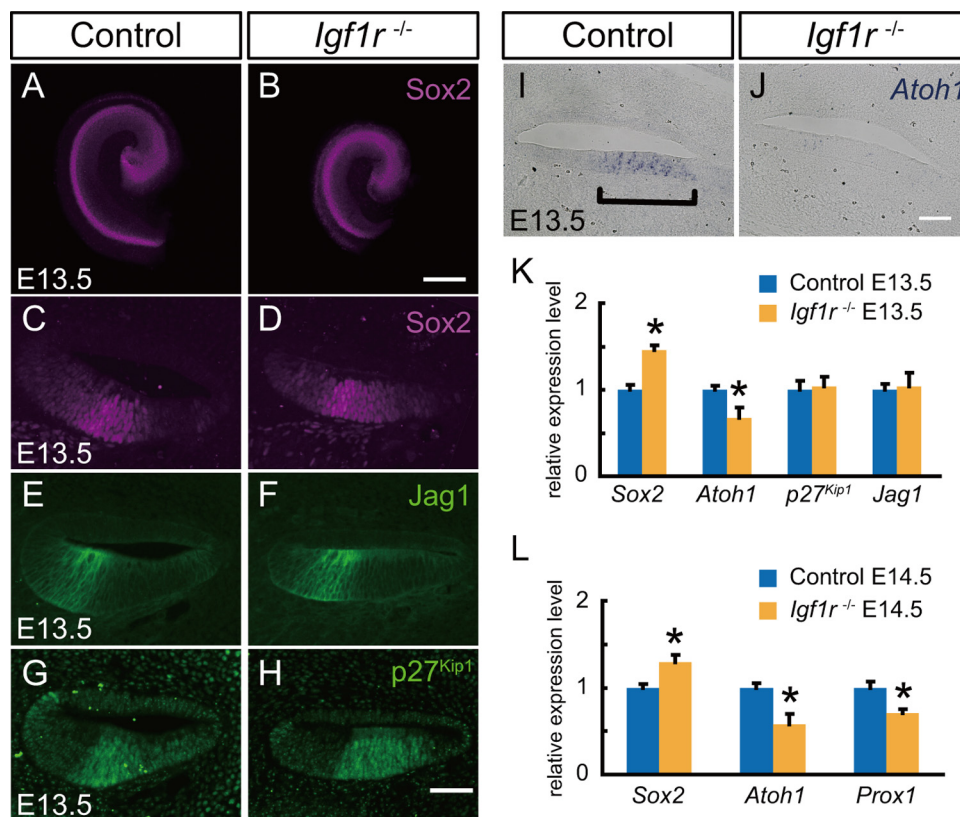 Control
Igf1r -/-
A
B
Sox2
E13.5
C
D
Sox2
E13.5
E
F
Jag1
E13.5
G
H
p27Kip1
E13.5
Control
Igf1r -/-
I
J
Atoh1
E13.5
K
Control E13.5
Igf1r -/- E13.5
relative expression level
2
1
0
* *
Sox2 Atoh1 p27Kip1 Jag1
L
Control E14.5
Igf1r -/- E14.5
relative expression level
2
1
0
* * *
Sox2 Atoh1 Prox1